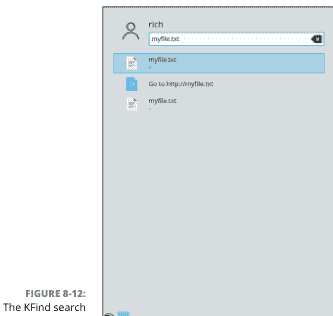 rich
myfile.txt
myfile.txt
Go to http://myfile.txt
myfile.txt
FIGURE 8-12:
The KFind search